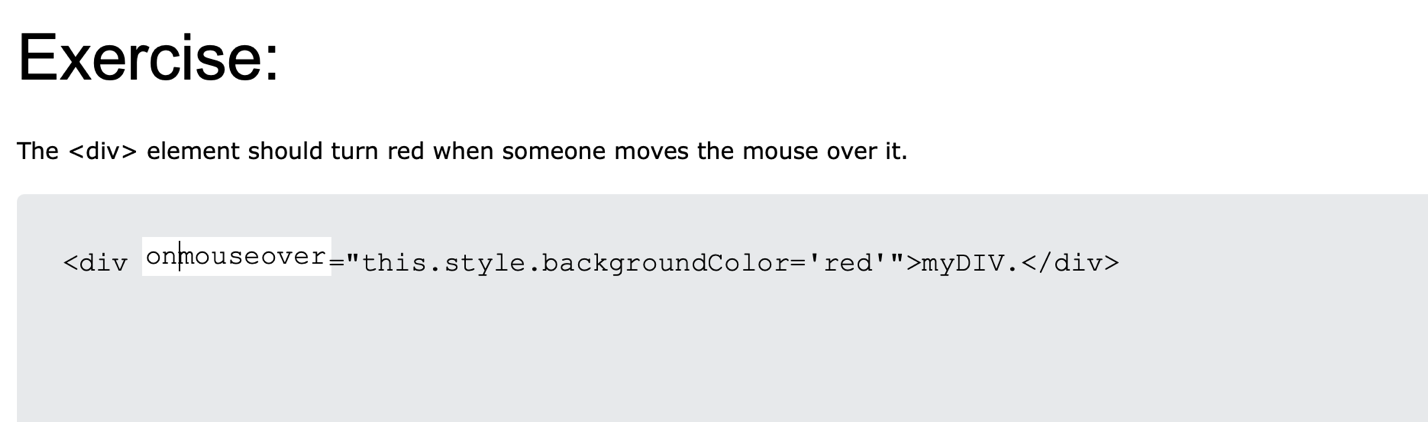 Exercise:
The <div> element should turn red when someone moves the mouse over it.
<div onmouseover="this.style.backgroundColor='red'">myDIV.</div>